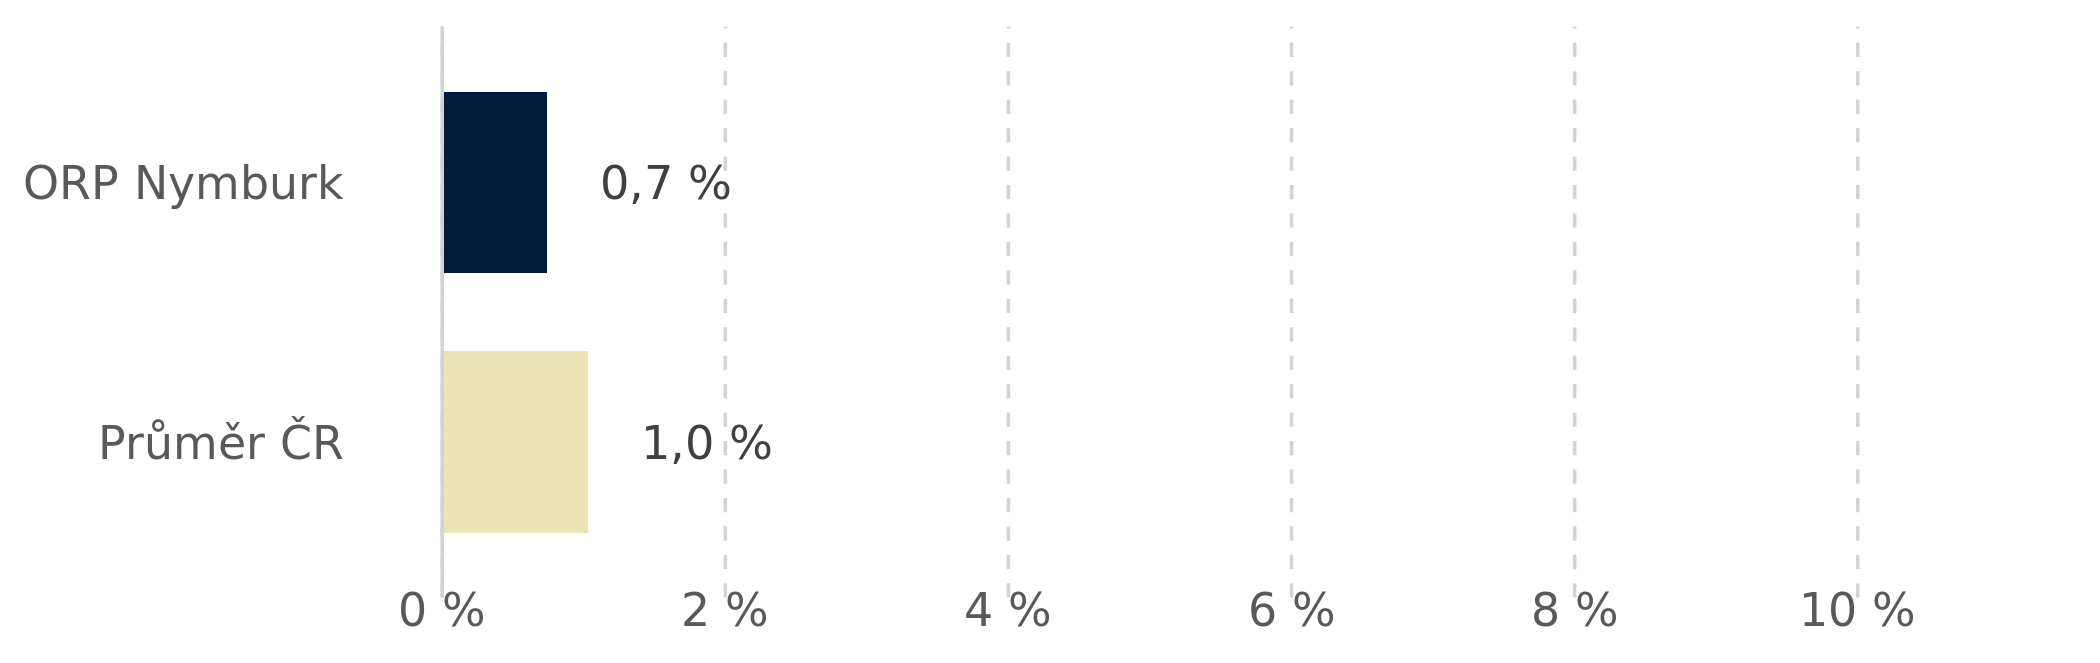 ORP Nymburk 0,7 %
Průměr ČR 1,0 %
0 % 2 % 4 % 6 % 8 % 10 %